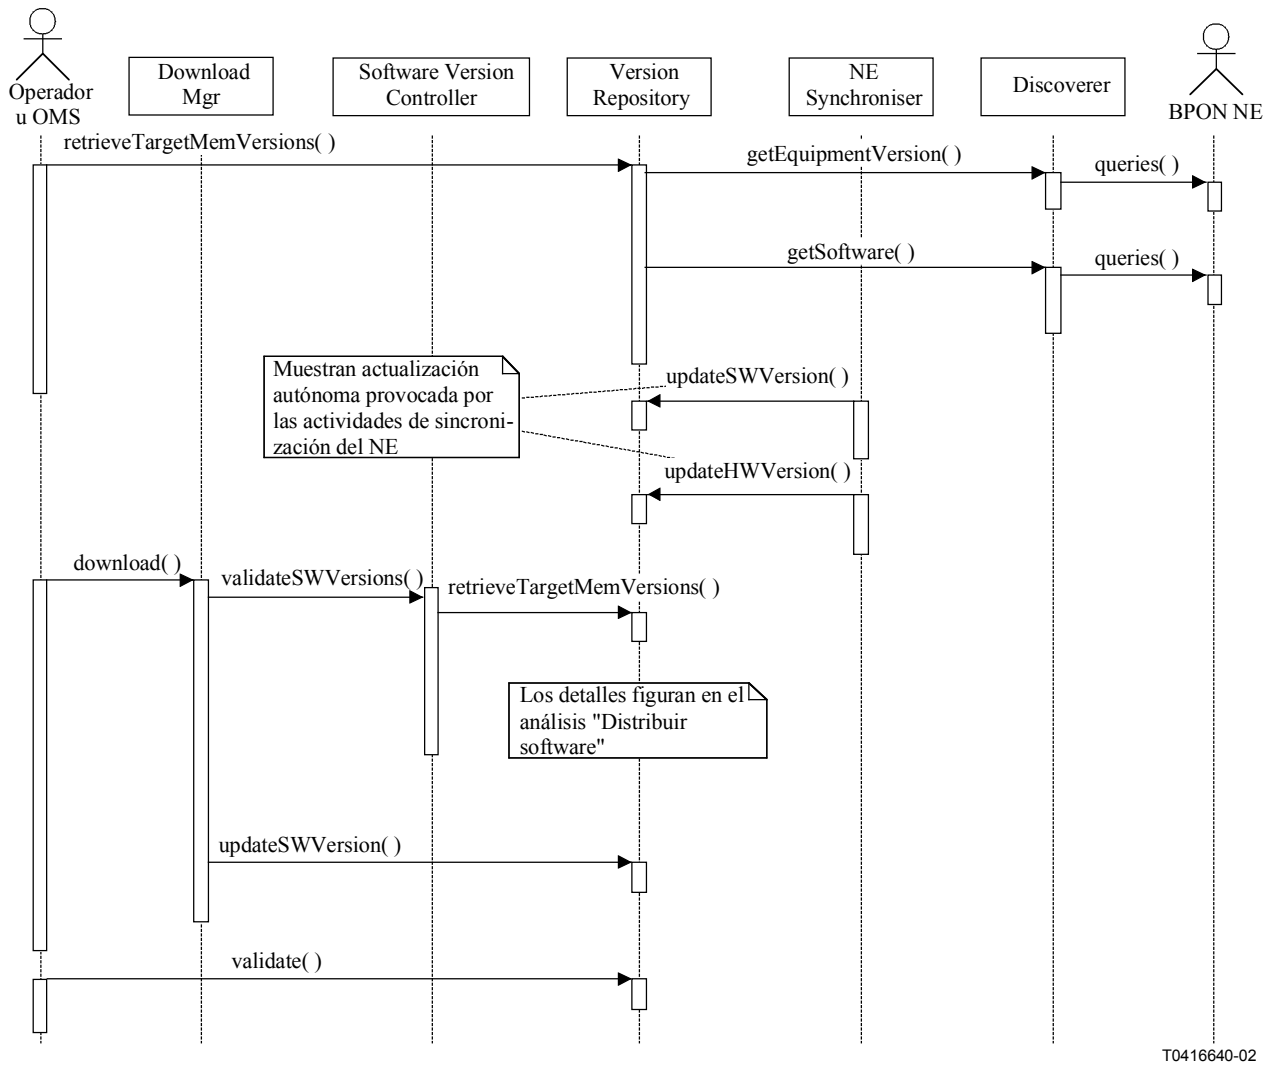 Operador
u OMS
Download
Mgr
Software Version
Controller
Version
Repository
NE
Synchroniser
Discoverer
BPON NE
retrieveTargetMemVersions( )
getEquipmentVersion( )
queries( )
getSoftware( )
queries( )
Muestran actualización
autónoma provocada por
las actividades de sincroni-
zación del NE
updateSWVersion( )
updateHWVersion( )
download( )
validateSWVersions( )
retrieveTargetMemVersions( )
Los detalles figuran en el
análisis "Distribuir
software"
updateSWVersion( )
validate( )
T0416640-02